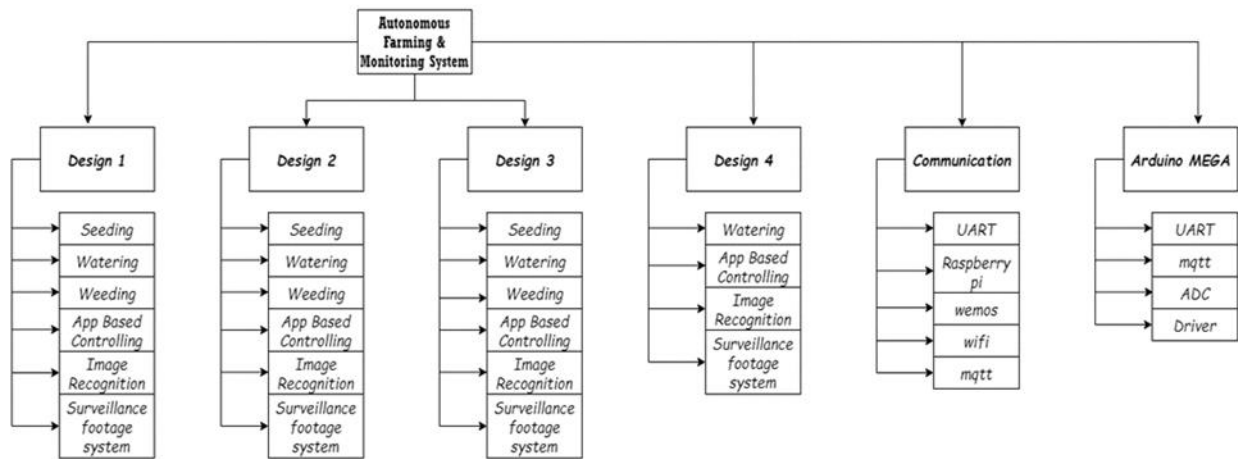 Autonomous
Farming &
Monitoring System
Design 1
Design 2
Design 3
Design 4
Communication
Arduino MEGA
Seeding
Watering
Weeding
App Based
Controlling
Image
Recognition
Surveillance
footage
system
Seeding
Watering
Weeding
App Based
Controlling
Image
Recognition
Surveillance
footage
system
Seeding
Watering
Weeding
App Based
Controlling
Image
Recognition
Surveillance
footage
system
Watering
App Based
Controlling
Image
Recognition
Surveillance
footage
system
UART
Raspberry
pi
wemos
wifi
mqtt
UART
mqtt
ADC
Driver